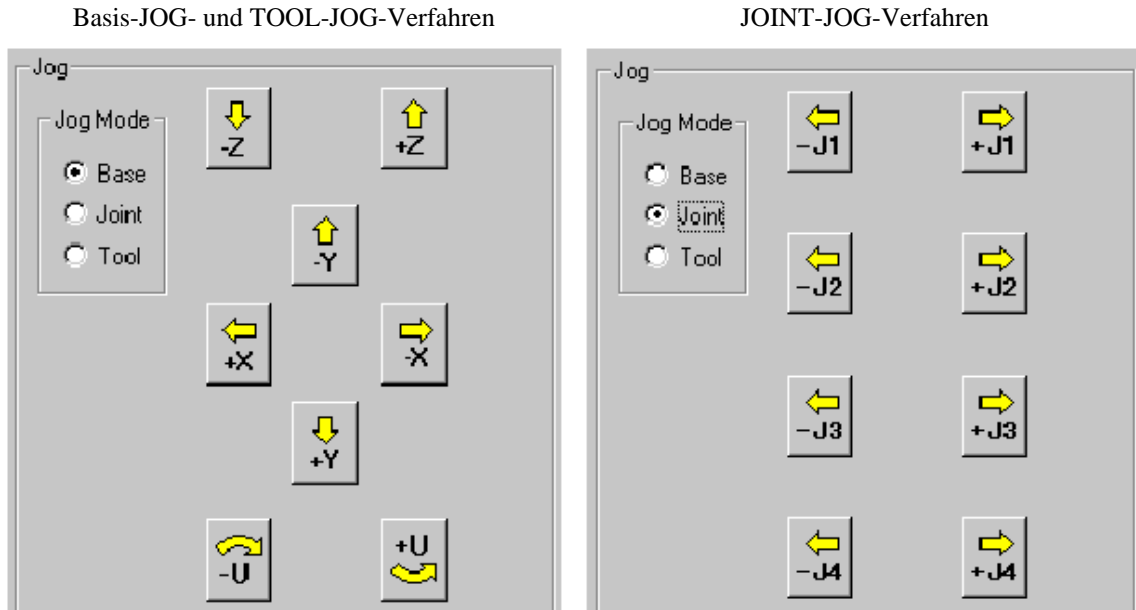 Basis-JOG- und TOOL-JOG-Verfahren
Jog
Jog Mode
Base
Joint
Tool
-Z
+Z
-Y
+X
-X
+Y
-U
+U
JOINT-JOG-Verfahren
Jog
Jog Mode
Base
Joint
Tool
-J1
+J1
-J2
+J2
-J3
+J3
-J4
+J4